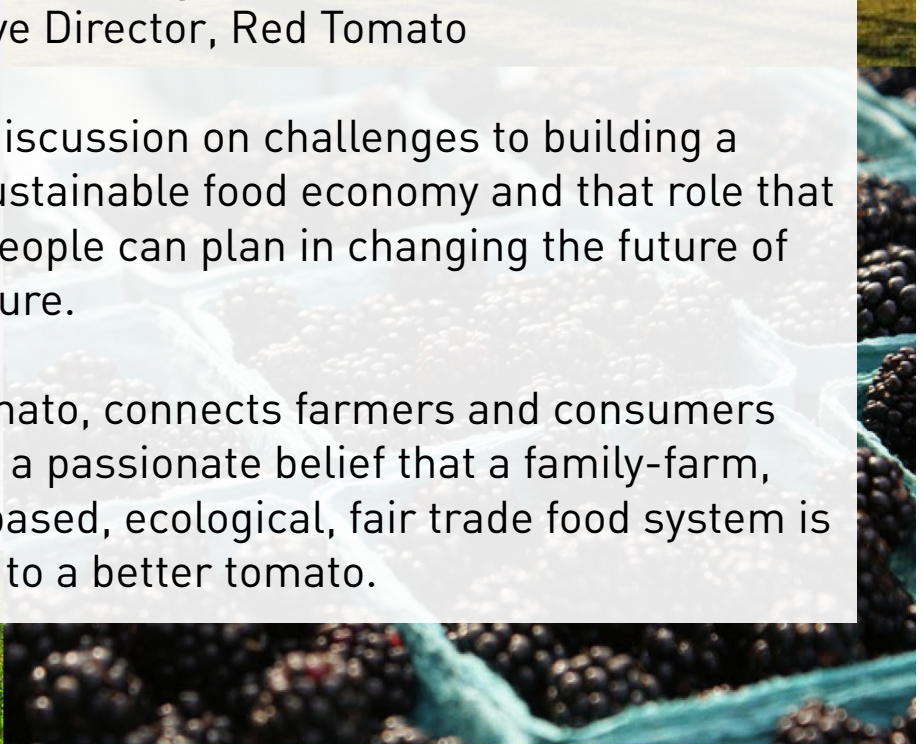 ve Director, Red Tomato
iscussion on challenges to building a
ustainable food economy and that role that
eople can plan in changing the future of
ure.
mato, connects farmers and consumers
a passionate belief that a family-farm,
based, ecological, fair trade food system is
to a better tomato.